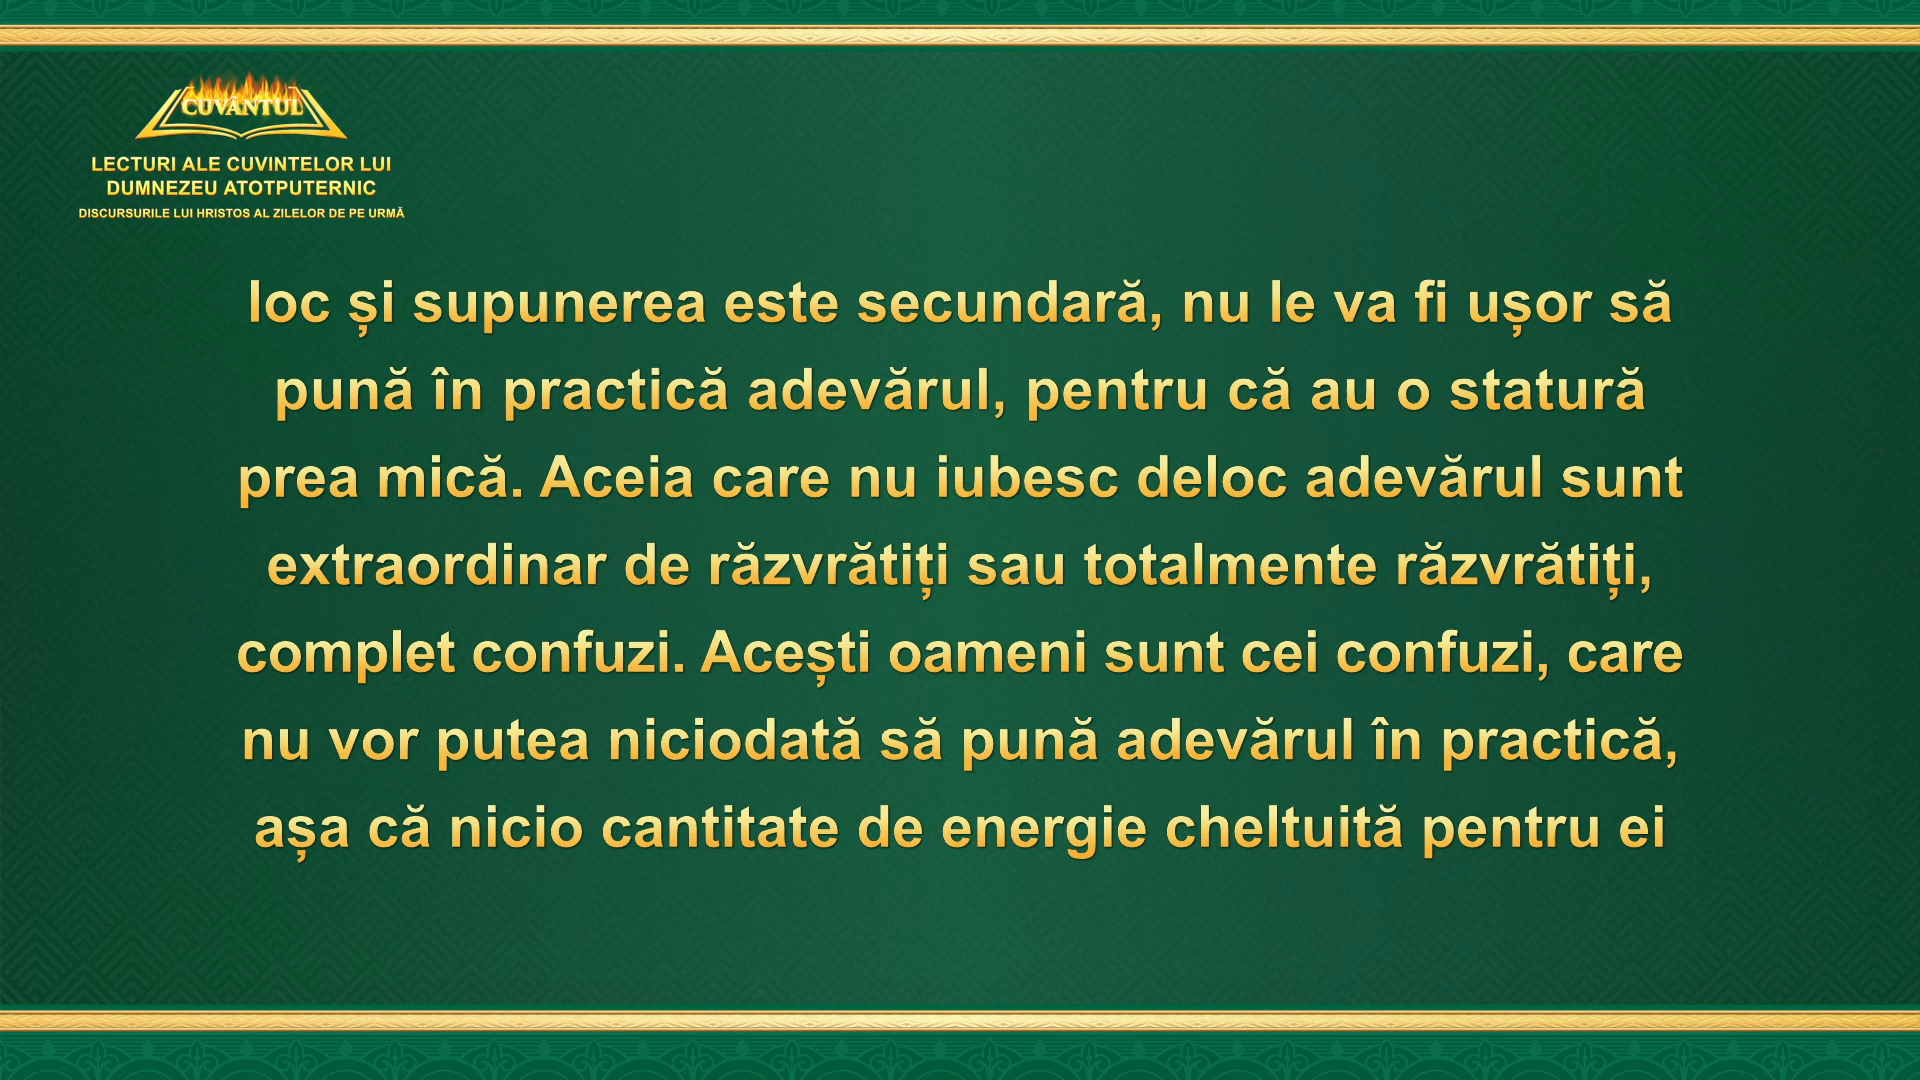 CUVÂNTUL
LECTURI ALE CUVINTELOR LUI
DUMNEZEU ATOTPUTERNIC
DISCURSURILE LUI HRISTOS AL ZILELOR DE PE URMĂ
loc și supunerea este secundară, nu le va fi ușor să
pună în practică adevărul, pentru că au o statură
prea mică. Aceia care nu iubesc deloc adevărul sunt
extraordinar de răzvrătiți sau totalmente răzvrătiți,
complet confuzi. Acești oameni sunt cei confuzi, care
nu vor putea niciodată să pună adevărul în practică,
așa că nicio cantitate de energie cheltuită pentru ei